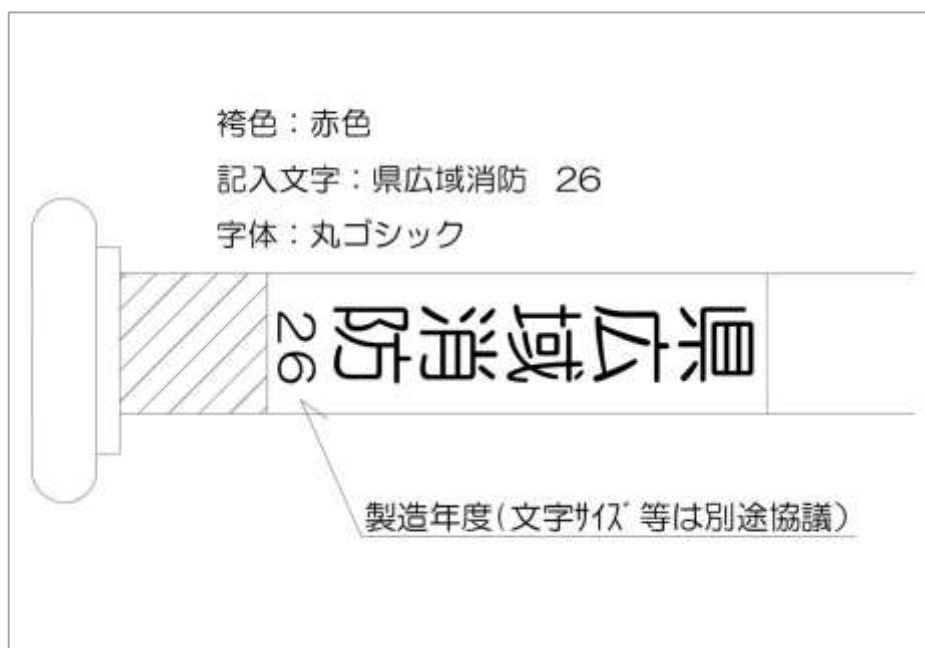 袴色：赤色
記入文字：県広域消防　26
字体：丸ゴシック
県広域消防
26
製造年度(文字ｻｲｽﾞ等は別途協議)